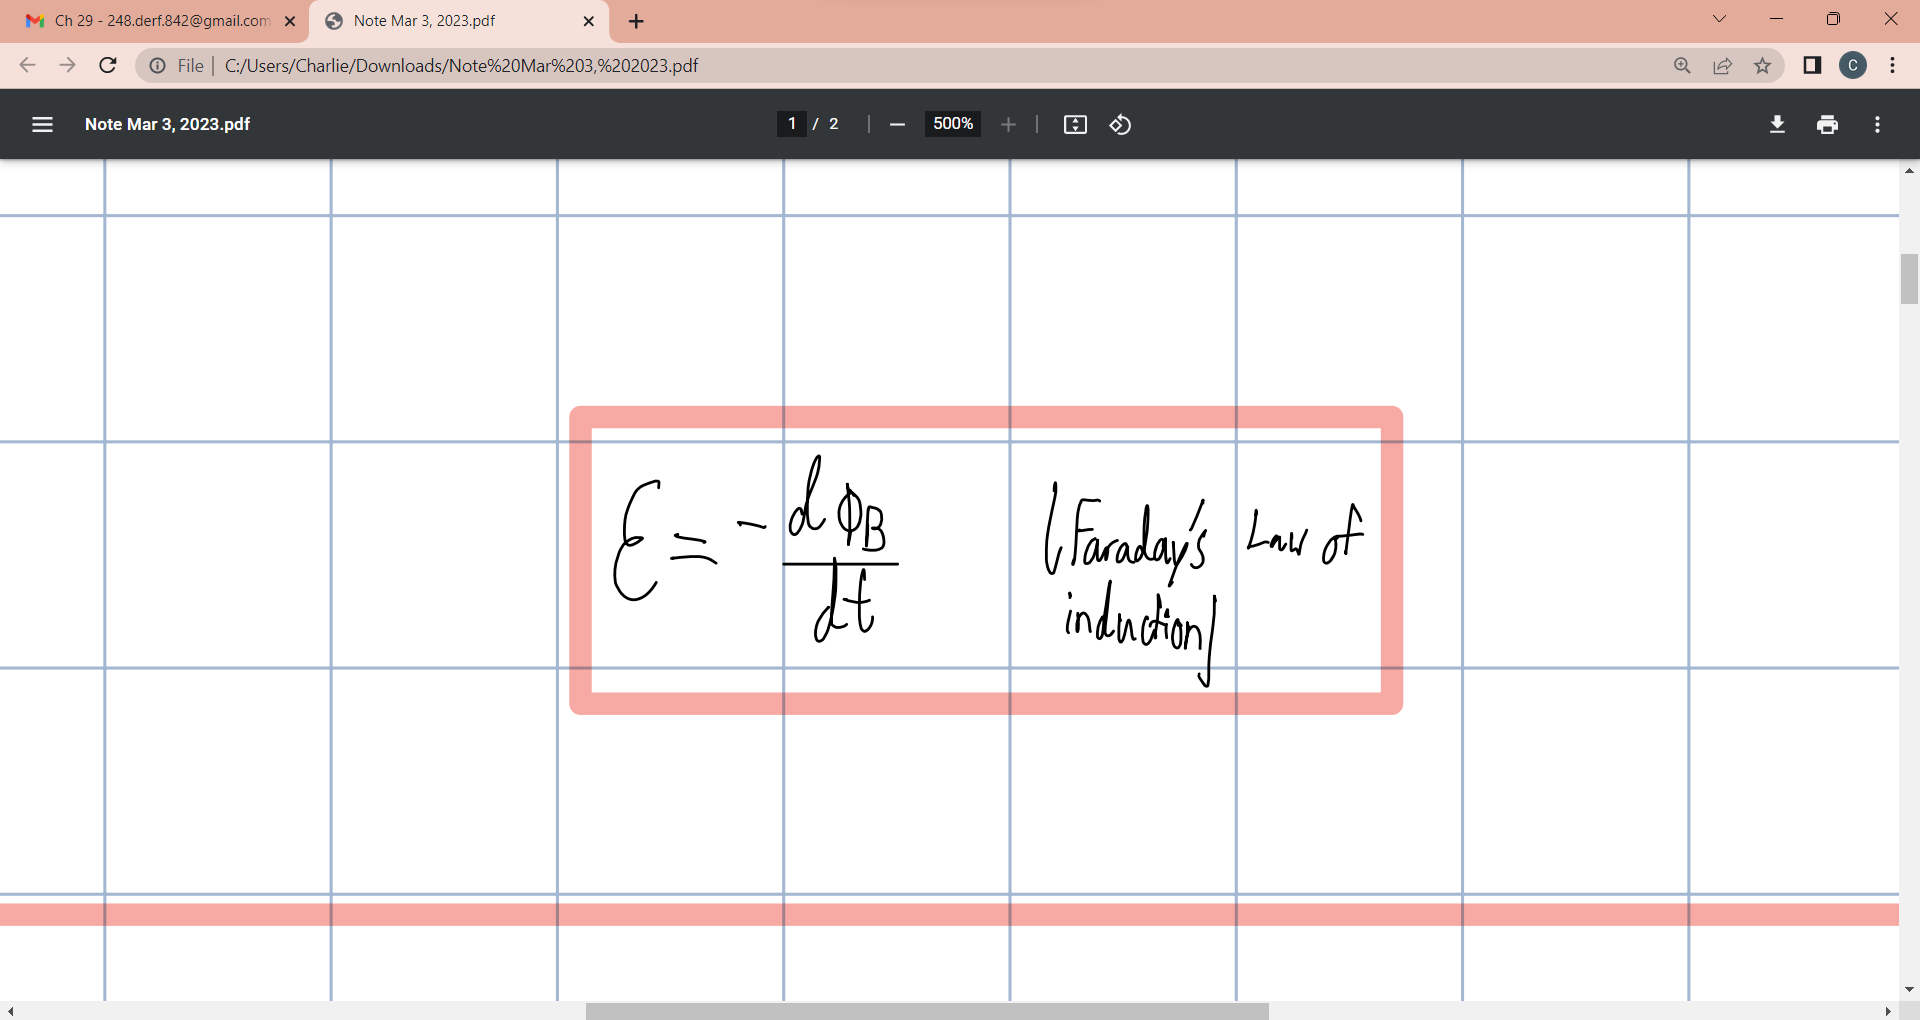 Ch 29 - 248.derf.842@gmail.com
Note Mar 3, 2023.pdf
File | C:/Users/Charlie/Downloads/Note%20Mar%203,%202023.pdf
C
Note Mar 3, 2023.pdf
1 / 2
500%
ℰ = - dΦB / dt
(Faraday's Law of
induction)